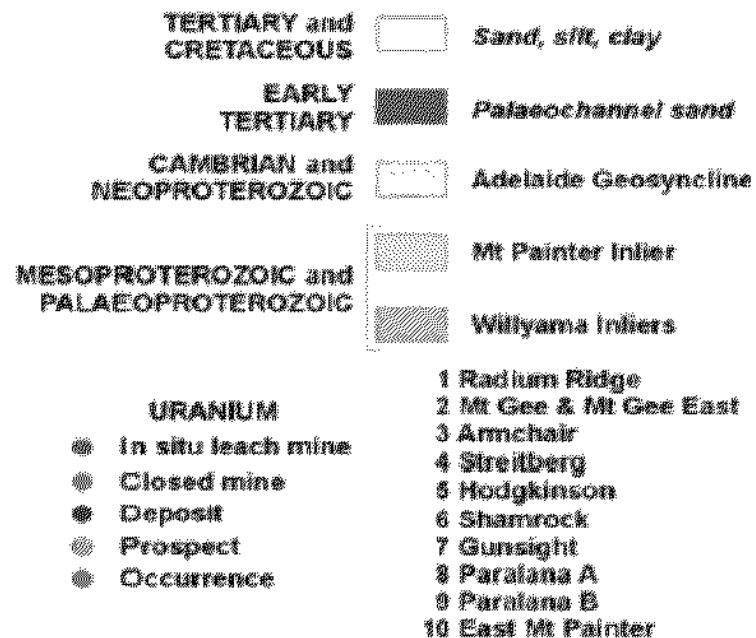 TERTIARY and
CRETACEOUS
Sand, silt, clay
EARLY
TERTIARY
Palaeochannel sand
CAMBRIAN and
NEOPROTEROZOIC
Adelaide Geosyncline
Mt Painter Inlier
MESOPROTEROZOIC and
PALAEOPROTEROZOIC
Willyama Inliers
URANIUM
In situ leach mine
Closed mine
Deposit
Prospect
Occurrence
1 Radium Ridge
2 Mt Gee & Mt Gee East
3 Armchair
4 Streitberg
5 Hodgkinson
6 Shamrock
7 Gunsight
8 Paralana A
9 Paralana B
10 East Mt Painter